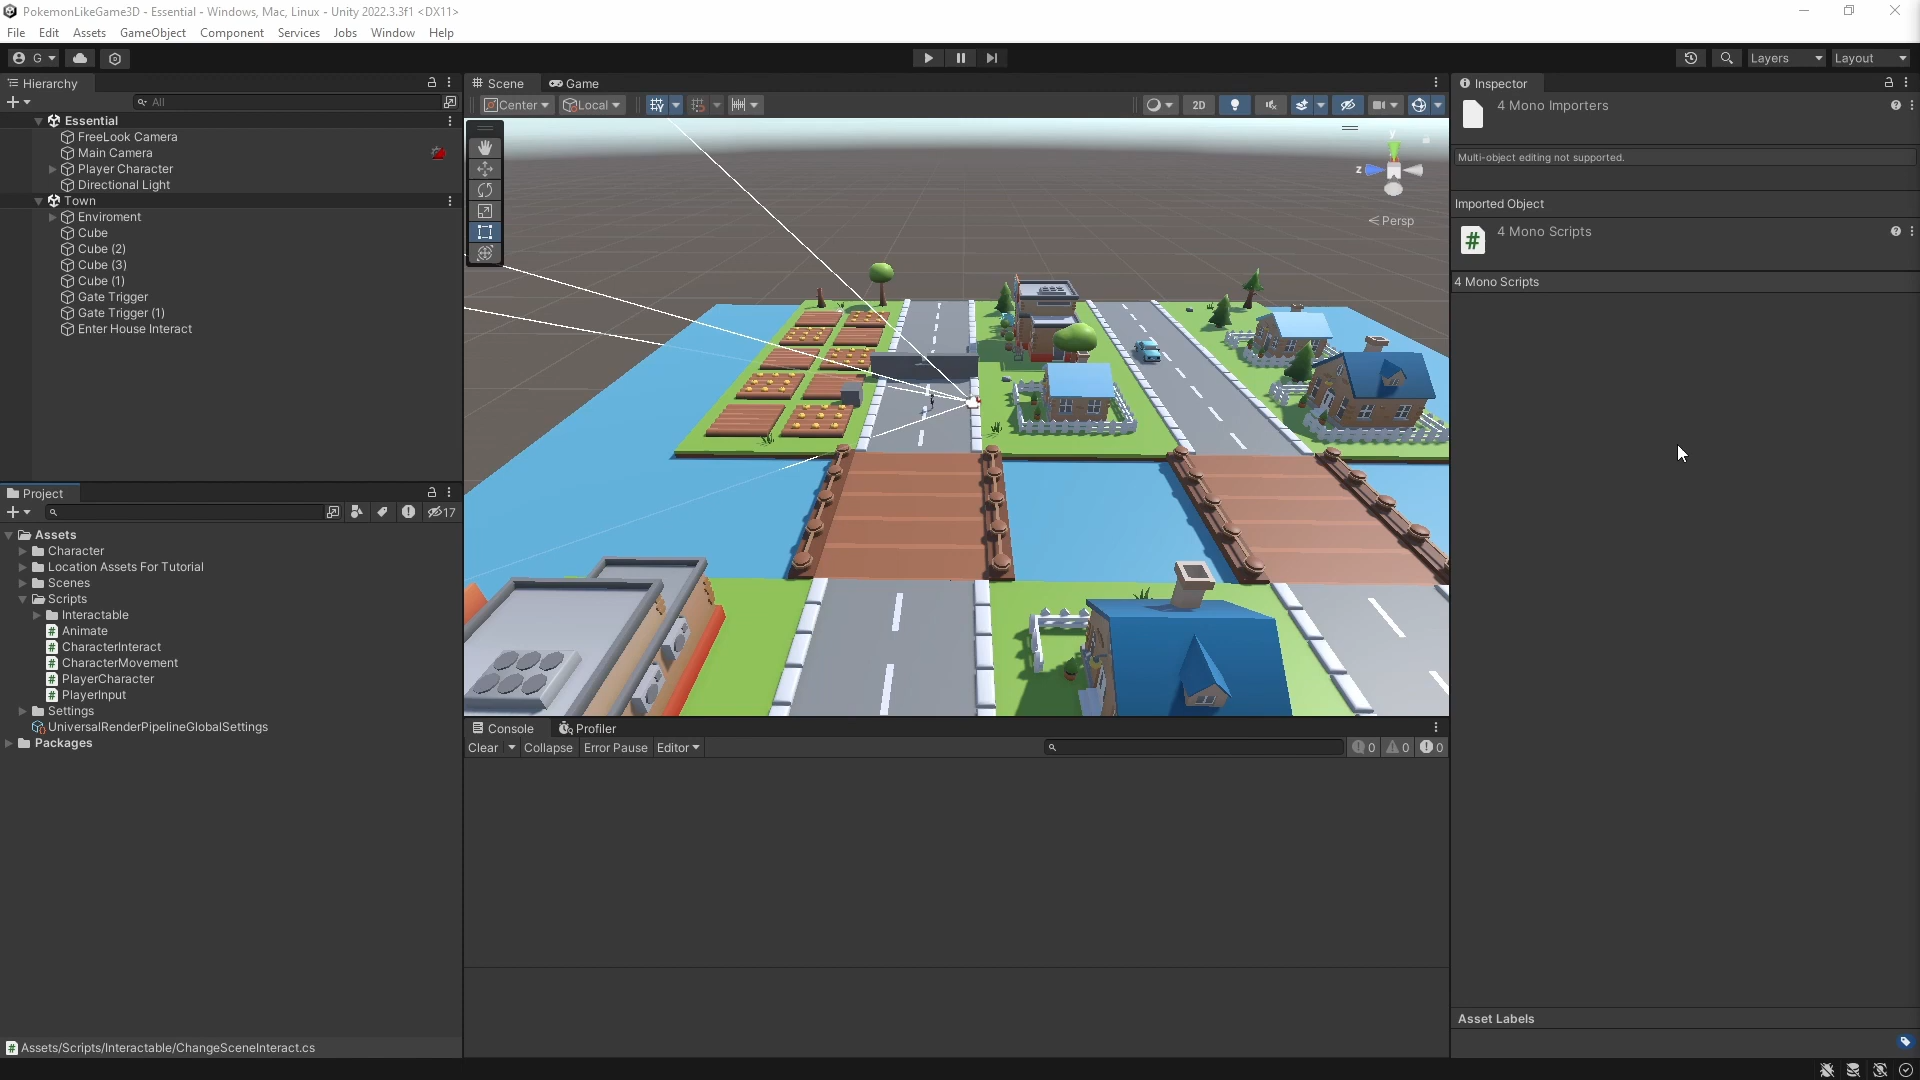 PokemonLikeGame3D - Essential - Windows, Mac, Linux - Unity 2022.3.3f1 <DX11>
File Edit Assets GameObject Component Services Jobs Window Help
G Layers Layout
Hierarchy
All
Essential
FreeLook Camera
Main Camera
Player Character
Directional Light
Town
Enviroment
Cube
Cube (2)
Cube (3)
Cube (1)
Gate Trigger
Gate Trigger (1)
Enter House Interact
Project
17
Assets
Character
Location Assets For Tutorial
Scenes
Scripts
Interactable
Animate
CharacterInteract
CharacterMovement
PlayerCharacter
PlayerInput
Settings
UniversalRenderPipelineGlobalSettings
Packages
Assets/Scripts/Interactable/ChangeSceneInteract.cs
Scene Game
Center Local 2D
y
z
< Persp
Console Profiler
Clear Collapse Error Pause Editor 0 0 0
Inspector
4 Mono Importers
Multi-object editing not supported.
Imported Object
4 Mono Scripts
4 Mono Scripts
Asset Labels